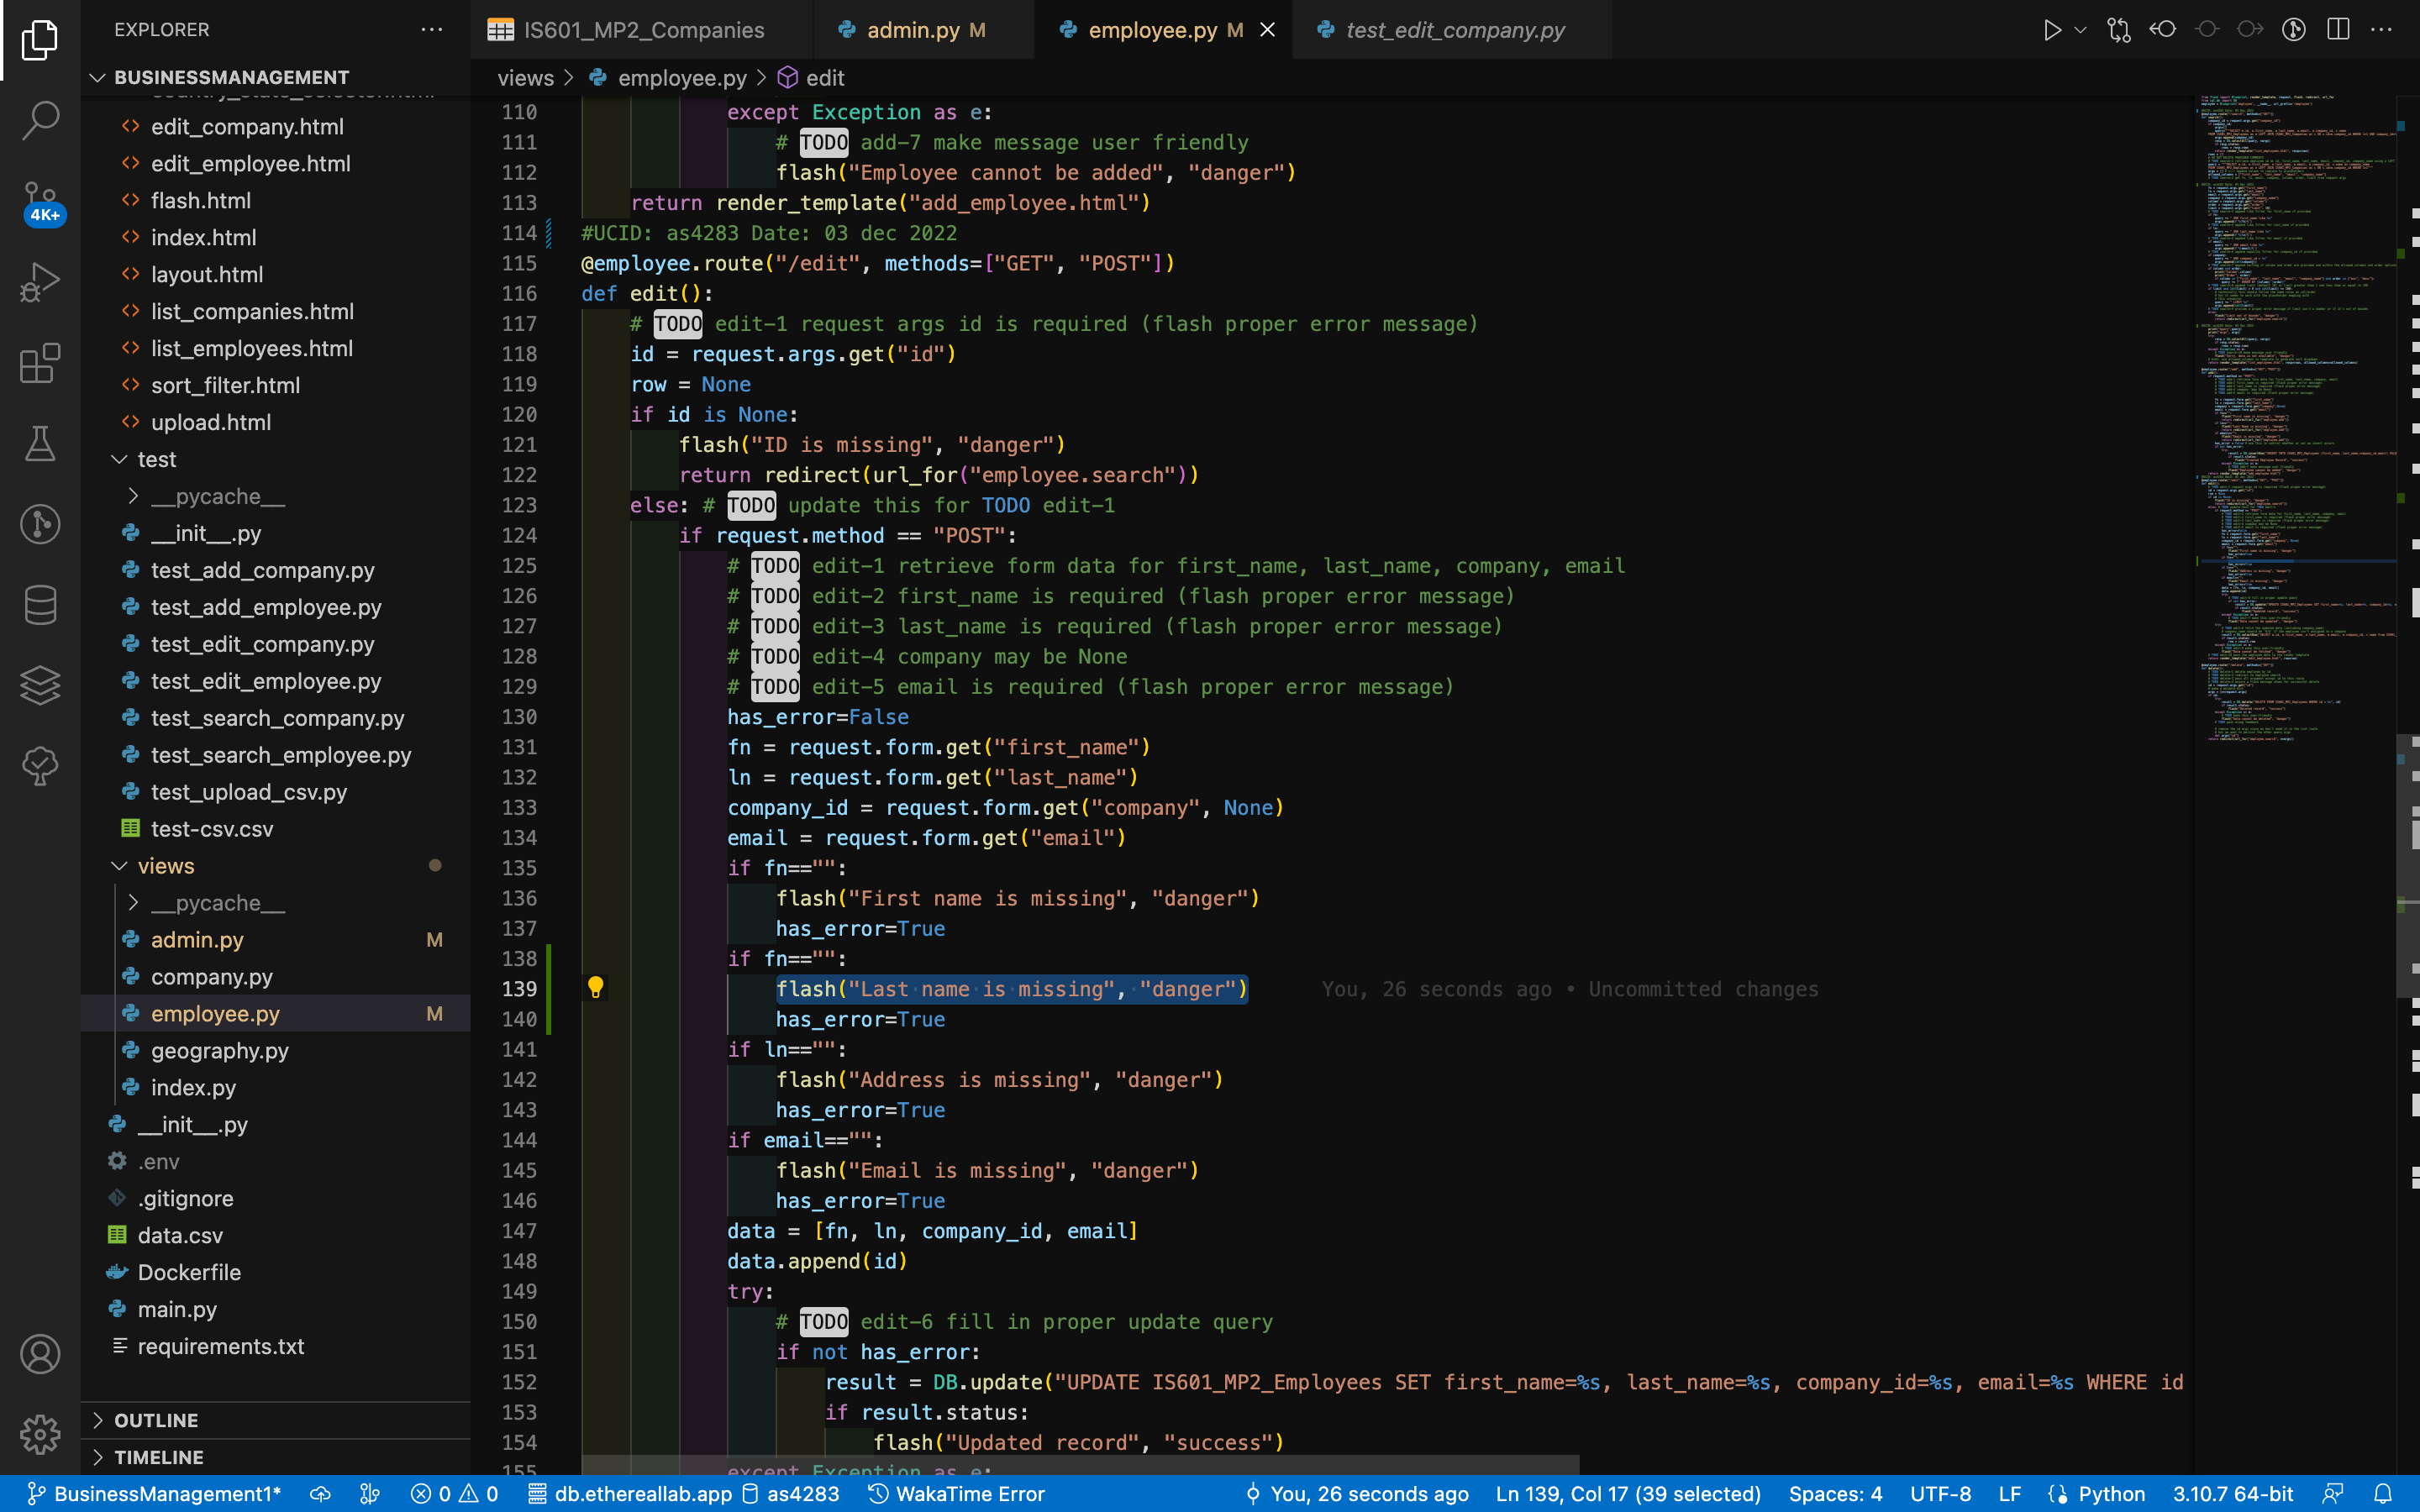 EXPLORER
IS601_MP2_Companies
admin.py M
employee.py M
test_edit_company.py
BUSINESSMANAGEMENT
views > employee.py > edit
edit_company.html
edit_employee.html
flash.html
index.html
layout.html
list_companies.html
list_employees.html
sort_filter.html
upload.html
test
__pycache__
__init__.py
test_add_company.py
test_add_employee.py
test_edit_company.py
test_edit_employee.py
test_search_company.py
test_search_employee.py
test_upload_csv.py
test-csv.csv
views
__pycache__
admin.py M
company.py
employee.py M
geography.py
index.py
__init__.py
.env
.gitignore
data.csv
Dockerfile
main.py
requirements.txt
OUTLINE
TIMELINE
4K+
110 except Exception as e:
111 # TODO add-7 make message user friendly
112 flash("Employee cannot be added", "danger")
113 return render_template("add_employee.html")
114 #UCID: as4283 Date: 03 dec 2022
115 @employee.route("/edit", methods=["GET", "POST"])
116 def edit():
117 # TODO edit-1 request args id is required (flash proper error message)
118 id = request.args.get("id")
119 row = None
120 if id is None:
121 flash("ID is missing", "danger")
122 return redirect(url_for("employee.search"))
123 else: # TODO update this for TODO edit-1
124 if request.method == "POST":
125 # TODO edit-1 retrieve form data for first_name, last_name, company, email
126 # TODO edit-2 first_name is required (flash proper error message)
127 # TODO edit-3 last_name is required (flash proper error message)
128 # TODO edit-4 company may be None
129 # TODO edit-5 email is required (flash proper error message)
130 has_error=False
131 fn = request.form.get("first_name")
132 ln = request.form.get("last_name")
133 company_id = request.form.get("company", None)
134 email = request.form.get("email")
135 if fn=="":
136 flash("First name is missing", "danger")
137 has_error=True
138 if fn=="":
139 flash("Last name is missing", "danger") You, 26 seconds ago • Uncommitted changes
140 has_error=True
141 if ln=="":
142 flash("Address is missing", "danger")
143 has_error=True
144 if email=="":
145 flash("Email is missing", "danger")
146 has_error=True
147 data = [fn, ln, company_id, email]
148 data.append(id)
149 try:
150 # TODO edit-6 fill in proper update query
151 if not has_error:
152 result = DB.update("UPDATE IS601_MP2_Employees SET first_name=%s, last_name=%s, company_id=%s, email=%s WHERE id
153 if result.status:
154 flash("Updated record", "success")
155 except Exception as e:
BusinessManagement1* 0 0 db.ethereallab.app as4283 WakaTime Error You, 26 seconds ago Ln 139, Col 17 (39 selected) Spaces: 4 UTF-8 LF Python 3.10.7 64-bit